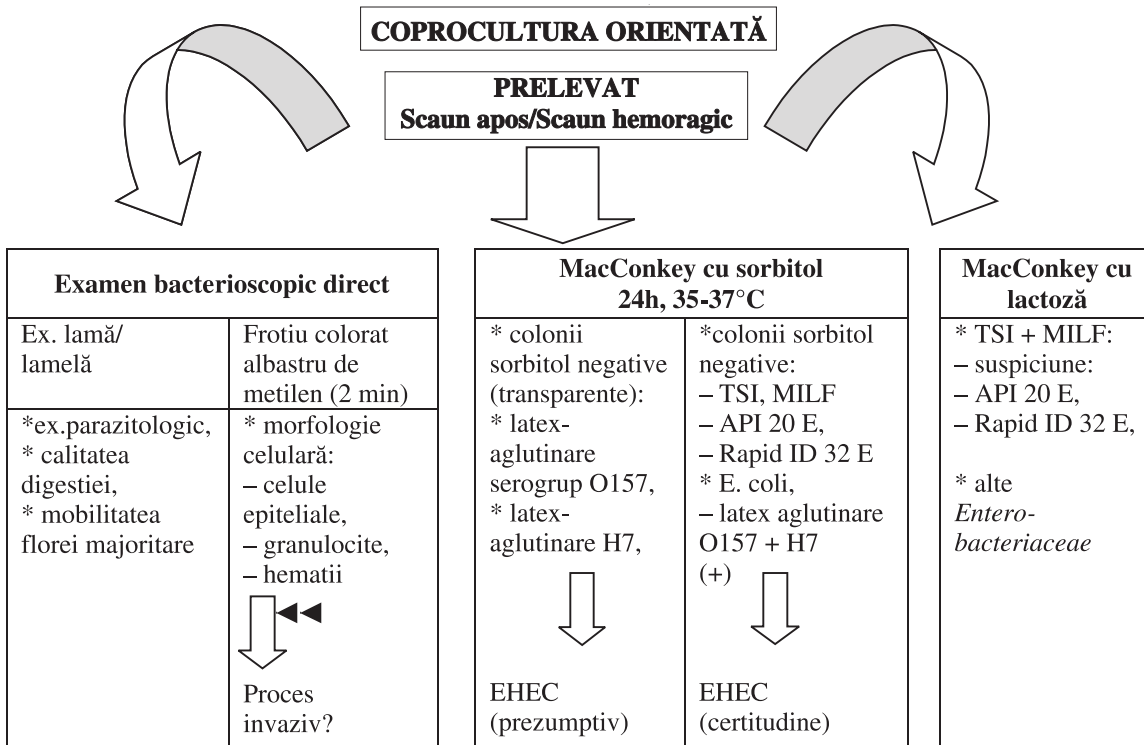 COPROCULTURA ORIENTATĂ
PRELEVAT
Scaun apos/Scaun hemoragic
Examen bacterioscopic direct
Ex. lamă/
lamelă
Frotiu colorat
albastru de
metilen (2 min)
*ex.parazitologic,
* calitatea
digestiei,
* mobilitatea
florei majoritare
* morfologie
celulară:
– celule
epiteliale,
– granulocite,
– hematii
Proces
invaziv?
MacConkey cu sorbitol
24h, 35-37°C
* colonii
sorbitol negative
(transparente):
* latex-
aglutinare
serogrup O157,
* latex-
aglutinare H7,
EHEC
(prezumptiv)
*colonii sorbitol
negative:
– TSI, MILF
– API 20 E,
– Rapid ID 32 E
* E. coli,
– latex aglutinare
O157 + H7
(+)
EHEC
(certitudine)
MacConkey cu
lactoză
* TSI + MILF:
– suspiciune:
– API 20 E,
– Rapid ID 32 E,
* alte
Entero-
bacteriaceae